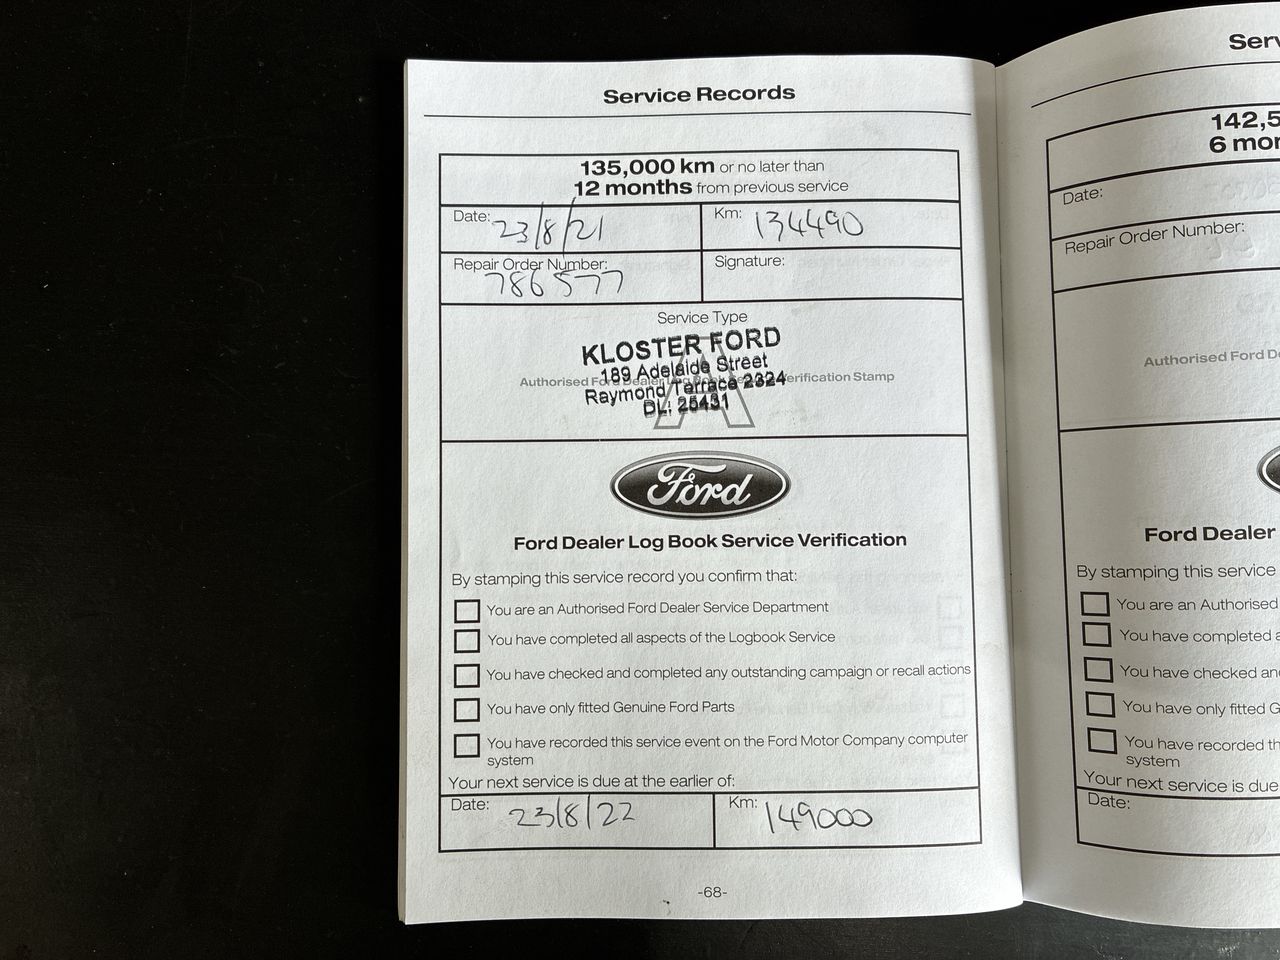 Service Records
135,000 km or no later than
12 months from previous service
Date: 23/8/21
Km: 134490
Repair Order Number: 786577
Signature:
Service Type
KLOSTER FORD
189 Adelaide Street
Authorised Ford Dealer Log Book Service Verification Stamp
Raymond Terrace 2324
DL: 25431
A
Ford
Ford Dealer Log Book Service Verification
By stamping this service record you confirm that:
You are an Authorised Ford Dealer Service Department
You have completed all aspects of the Logbook Service
You have checked and completed any outstanding campaign or recall actions
You have only fitted Genuine Ford Parts
You have recorded this service event on the Ford Motor Company computer
system
Your next service is due at the earlier of:
Date: 23/8/22
Km: 149000
-68-
142,5
6 mon
Date:
Repair Order Number:
Authorised Ford
Ford Dealer
By stamping this service
You are an Authorised
You have completed
You have checked
You have only fitted
You have recorded
system
Your next service is due
Date: